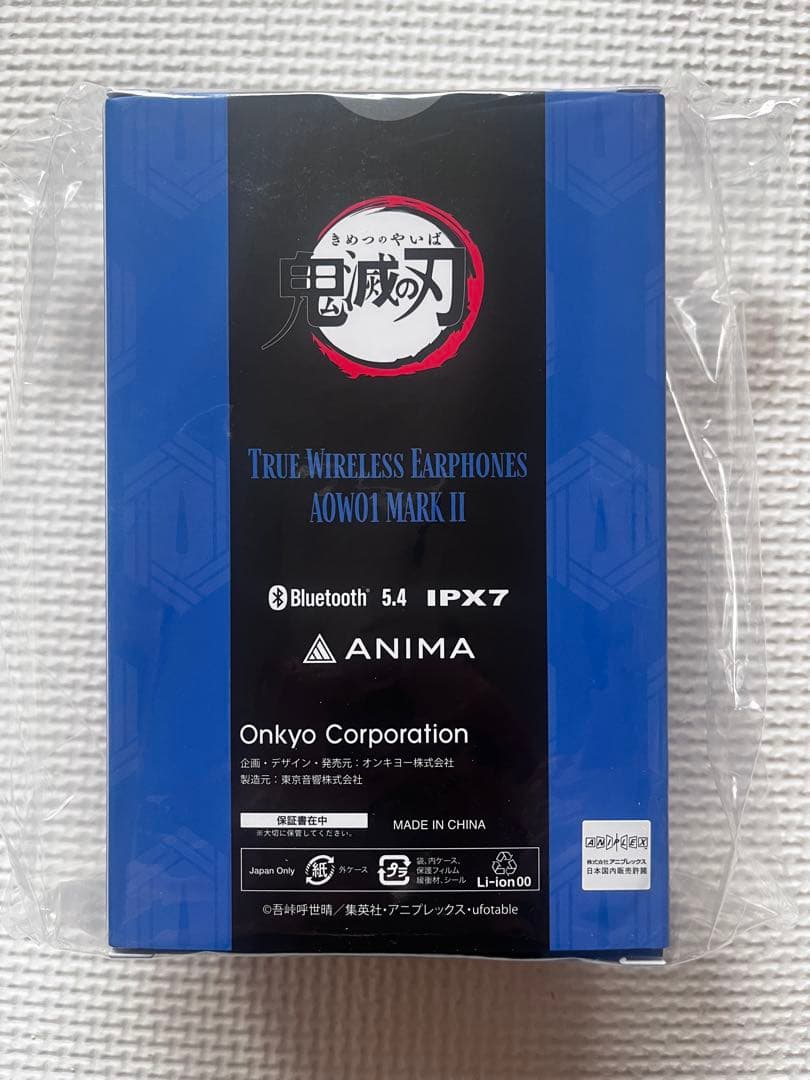 きめつのやいば
鬼滅の刃
TRUE WIRELESS EARPHONES
AOW01 MARK II
Bluetooth® 5.4 IPX7
ANIMA
Onkyo Corporation
企画・デザイン・発売元:オンキヨー株式会社
製造元:東京音響株式会社
保証書在中
※大切に保管してください。
MADE IN CHINA
Japan Only
紙
外ケース
プラ
袋、内ケース、
保護フィルム
緩衝材、シール
Li-ion 00
ANIPLEX
株式会社アニプレックス
日本国内販売許諾
©吾峠呼世晴／集英社・アニプレックス・ufotable